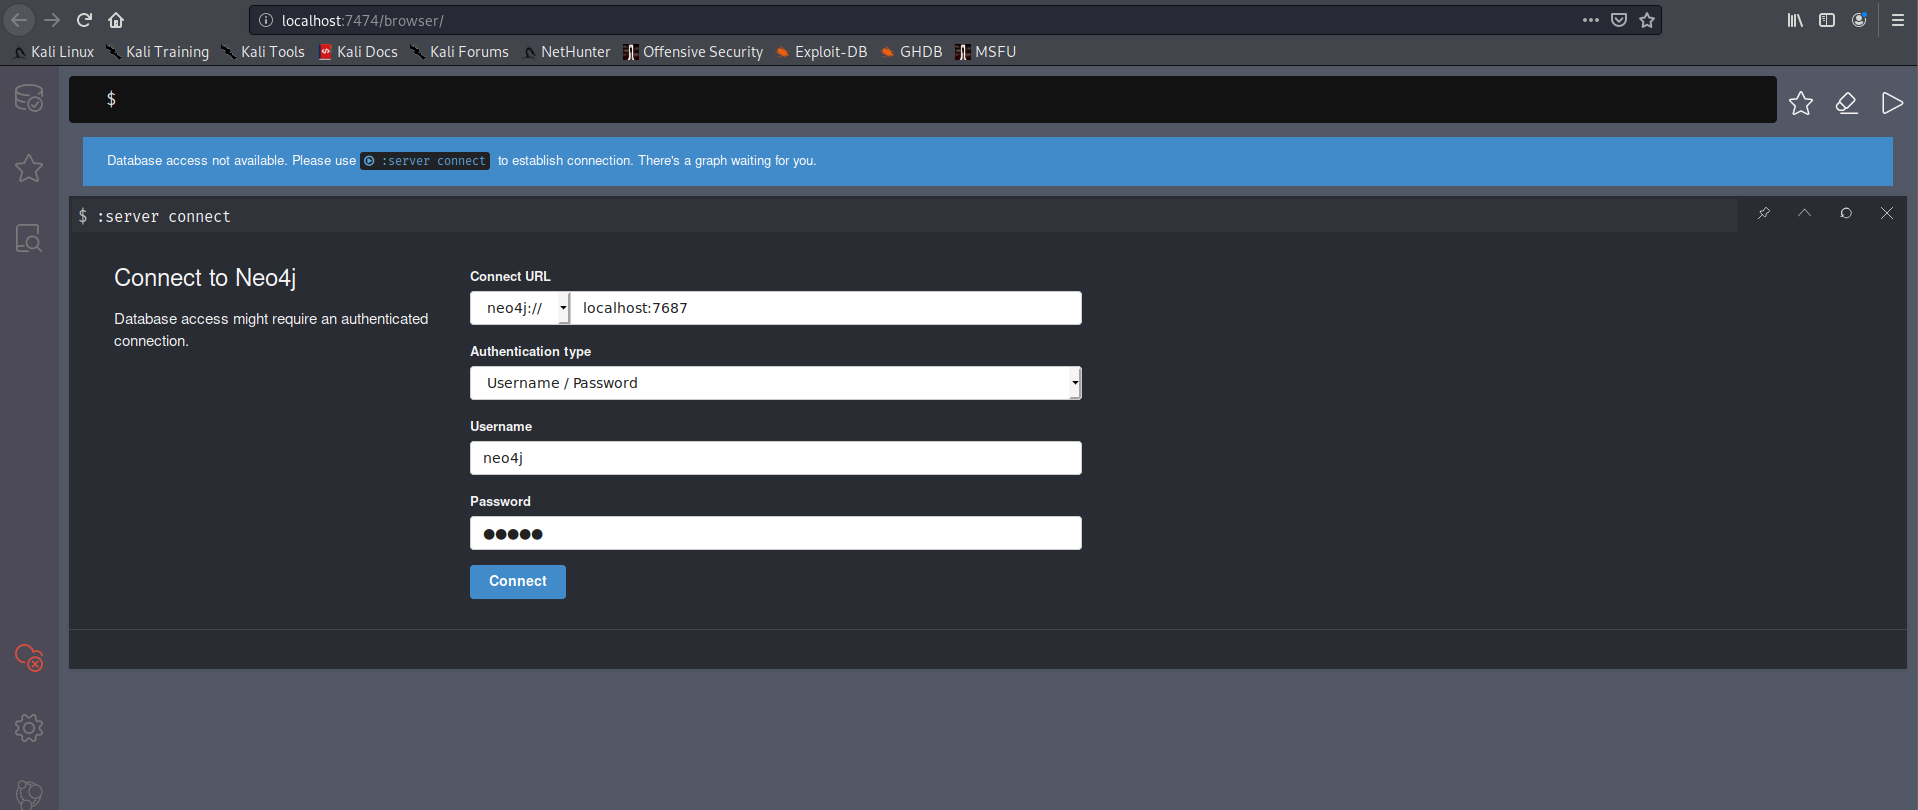 localhost:7474/browser/
Kali Linux Kali Training Kali Tools Kali Docs Kali Forums NetHunter Offensive Security Exploit-DB GHDB MSFU
$
Database access not available. Please use :server connect to establish connection. There's a graph waiting for you.
$ :server connect
Connect to Neo4j
Database access might require an authenticated
connection.
Connect URL
neo4j:// localhost:7687
Authentication type
Username / Password
Username
neo4j
Password
●●●●●
Connect